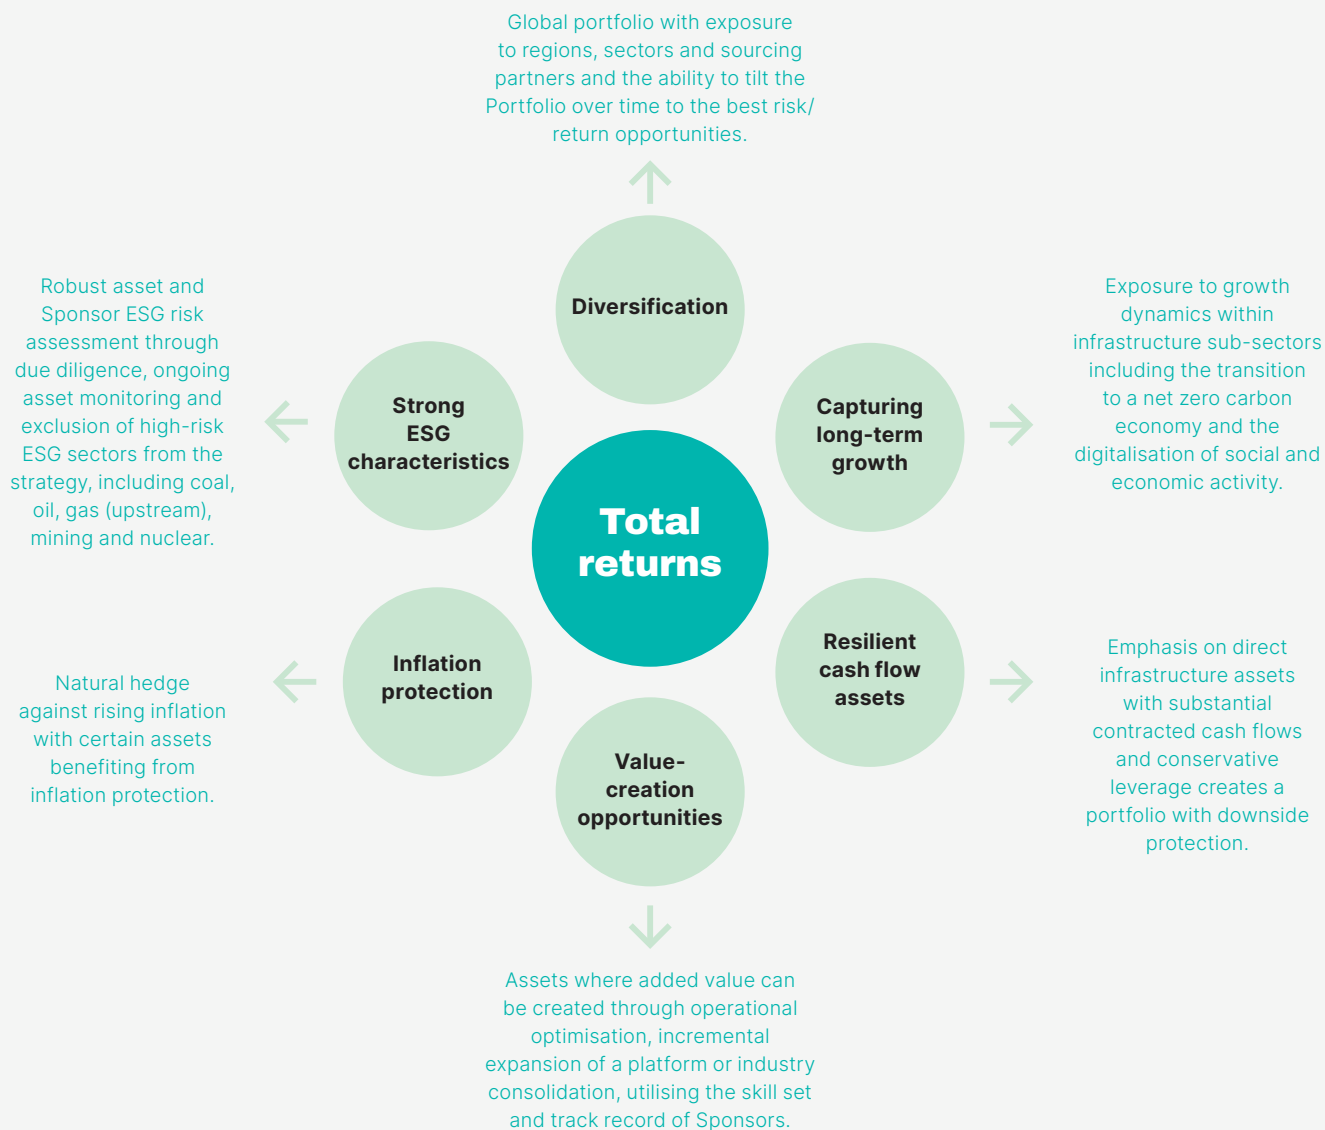 Global portfolio with exposure
to regions, sectors and sourcing
partners and the ability to tilt the
Portfolio over time to the best risk/
return opportunities.
Diversification
Robust asset and
Sponsor ESG risk
assessment through
due diligence, ongoing
asset monitoring and
exclusion of high-risk
ESG sectors from the
strategy, including coal,
oil, gas (upstream),
mining and nuclear.
Strong
ESG
characteristics
Capturing
long-term
growth
Exposure to growth
dynamics within
infrastructure sub-sectors
including the transition
to a net zero carbon
economy and the
digitalisation of social and
economic activity.
Total
returns
Natural hedge
against rising inflation
with certain assets
benefiting from
inflation protection.
Inflation
protection
Resilient
cash flow
assets
Emphasis on direct
infrastructure assets
with substantial
contracted cash flows
and conservative
leverage creates a
portfolio with downside
protection.
Value-
creation
opportunities
Assets where added value can
be created through operational
optimisation, incremental
expansion of a platform or industry
consolidation, utilising the skill set
and track record of Sponsors.